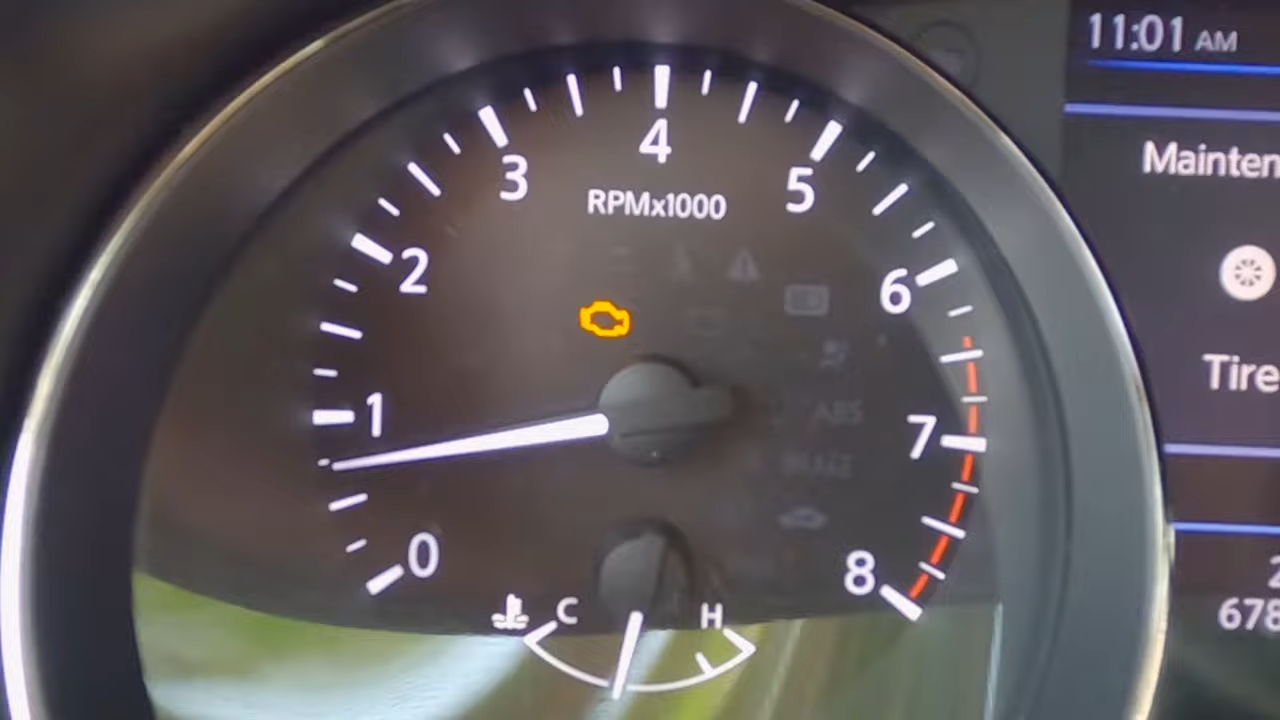 11:01 AM
4
3
5
Mainten
RPMx1000
2
6
Tire
1
ABS
7
BRAKE
0
8
C
H
678